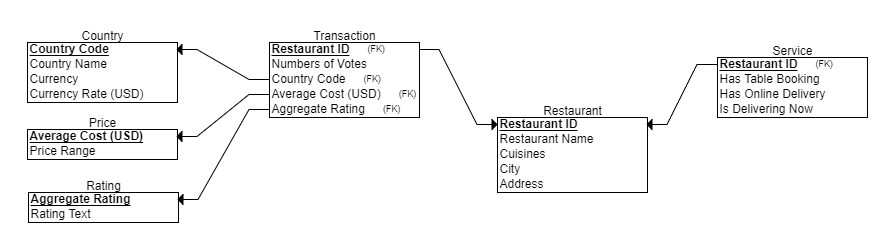 Country
Country Code
Country Name
Currency
Currency Rate (USD)
Price
Average Cost (USD)
Price Range
Rating
Aggregate Rating
Rating Text
Transaction
Restaurant ID (FK)
Numbers of Votes
Country Code (FK)
Average Cost (USD) (FK)
Aggregate Rating (FK)
Restaurant
Restaurant ID
Restaurant Name
Cuisines
City
Address
Service
Restaurant ID (FK)
Has Table Booking
Has Online Delivery
Is Delivering Now